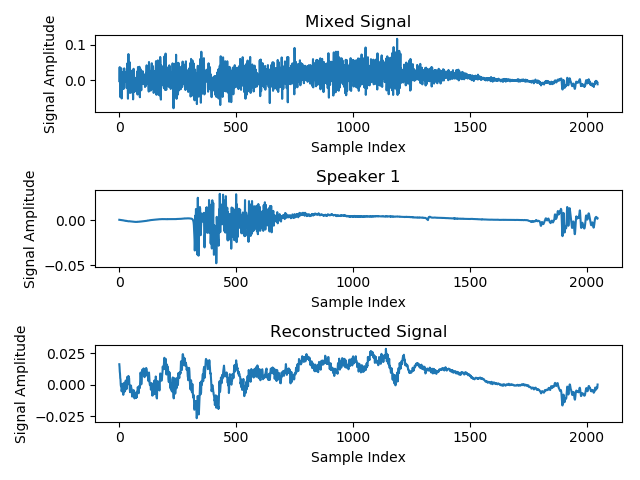 Mixed Signal
Signal Amplitude
0.1
0.0
0 500 1000 1500 2000
Sample Index
Speaker 1
Signal Amplitude
0.00
−0.05
0 500 1000 1500 2000
Sample Index
Reconstructed Signal
Signal Amplitude
0.025
0.000
−0.025
0 500 1000 1500 2000
Sample Index